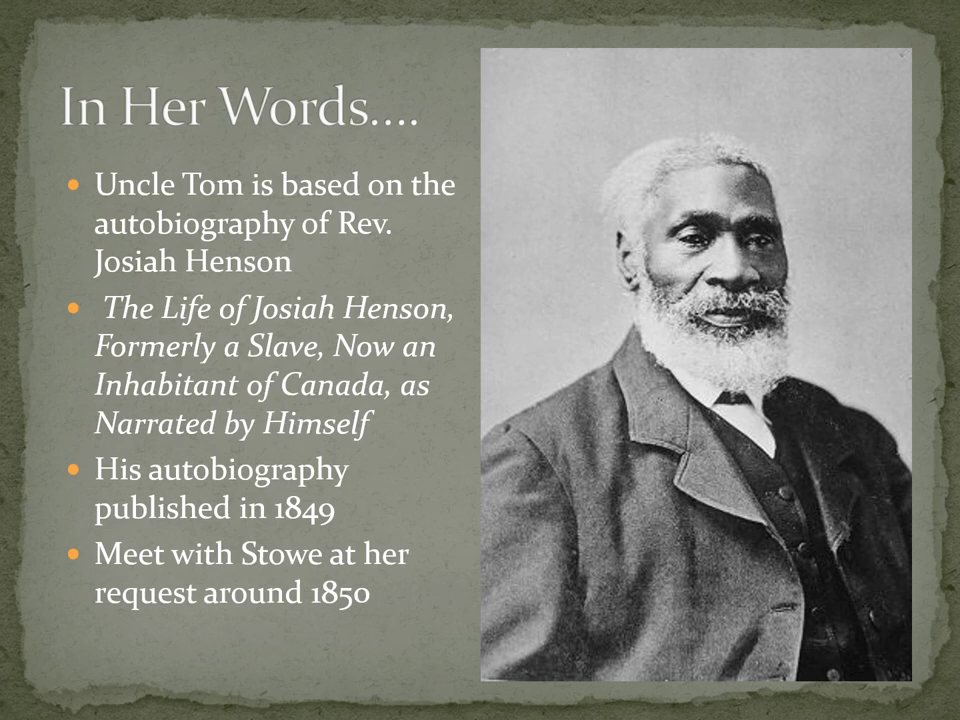 In Her Words....
• Uncle Tom is based on the
autobiography of Rev.
Josiah Henson
• The Life of Josiah Henson,
Formerly a Slave, Now an
Inhabitant of Canada, as
Narrated by Himself
• His autobiography
published in 1849
• Meet with Stowe at her
request around 1850